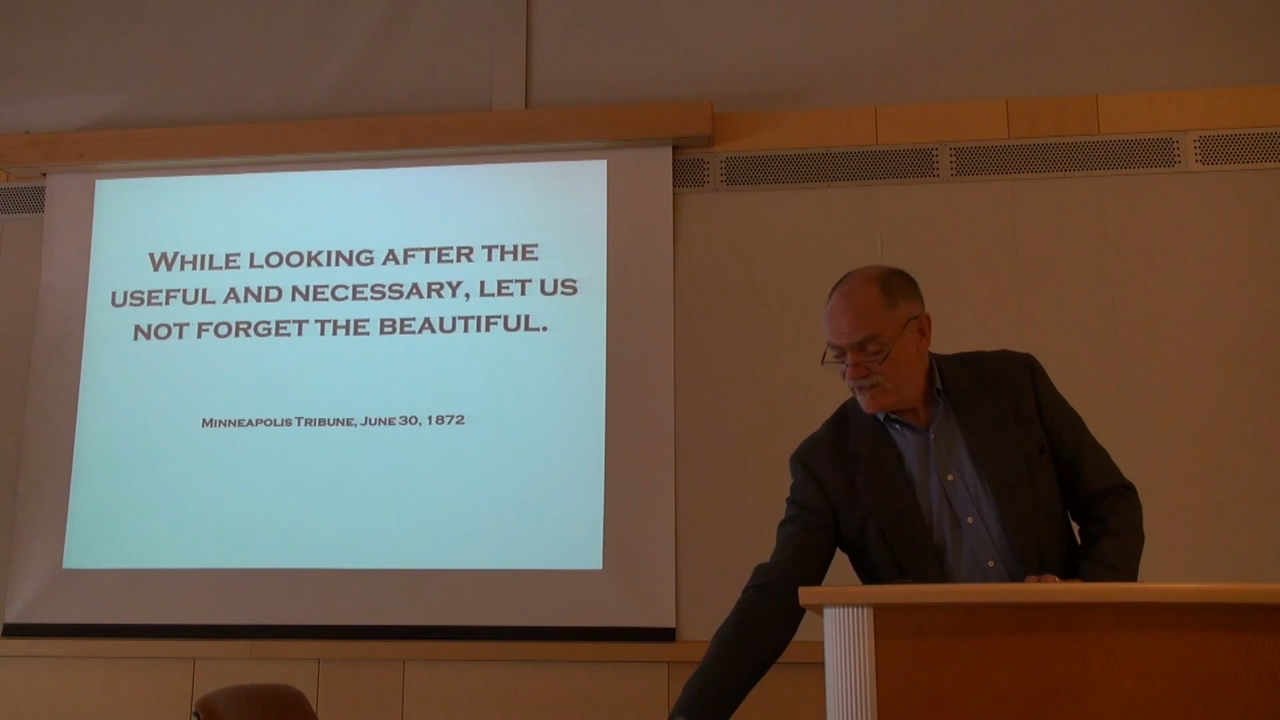 WHILE LOOKING AFTER THE
USEFUL AND NECESSARY, LET US
NOT FORGET THE BEAUTIFUL.
MINNEAPOLIS TRIBUNE, JUNE 30, 1872